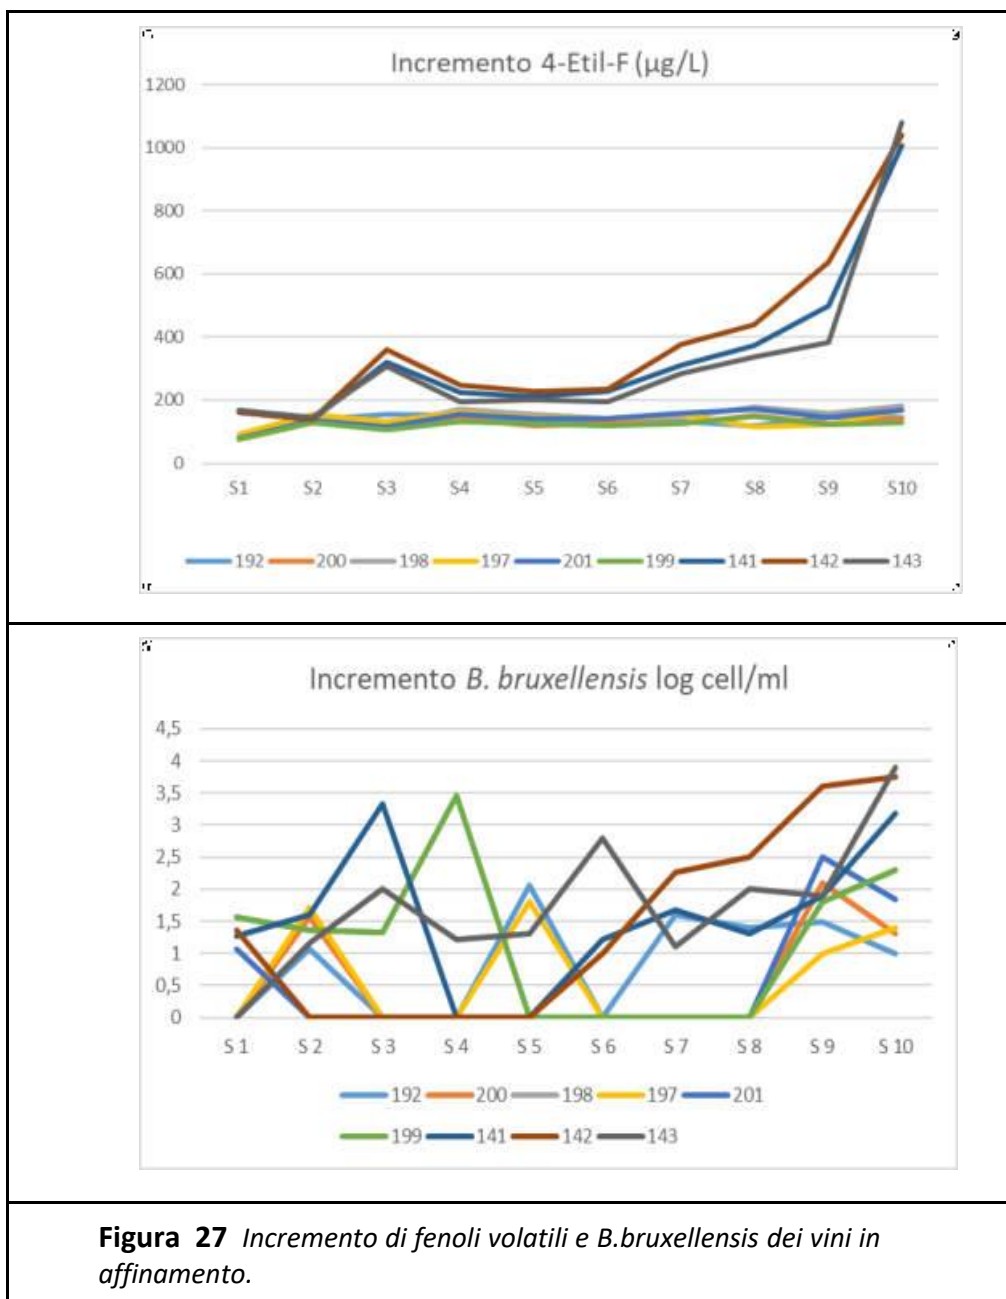 Incremento 4-Etil-F (µg/L)
1200
1000
800
600
400
200
0
S1 S2 S3 S4 S5 S6 S7 S8 S9 S10
192 200 198 197 201 199 141 142 143
Incremento B. bruxellensis log cell/ml
4,5
4
3,5
3
2,5
2
1,5
1
0,5
0
S 1 S 2 S 3 S 4 S 5 S 6 S 7 S 8 S 9 S 10
192 200 198 197 201
199 141 142 143
Figura 27 Incremento di fenoli volatili e B.bruxellensis dei vini in
affinamento.